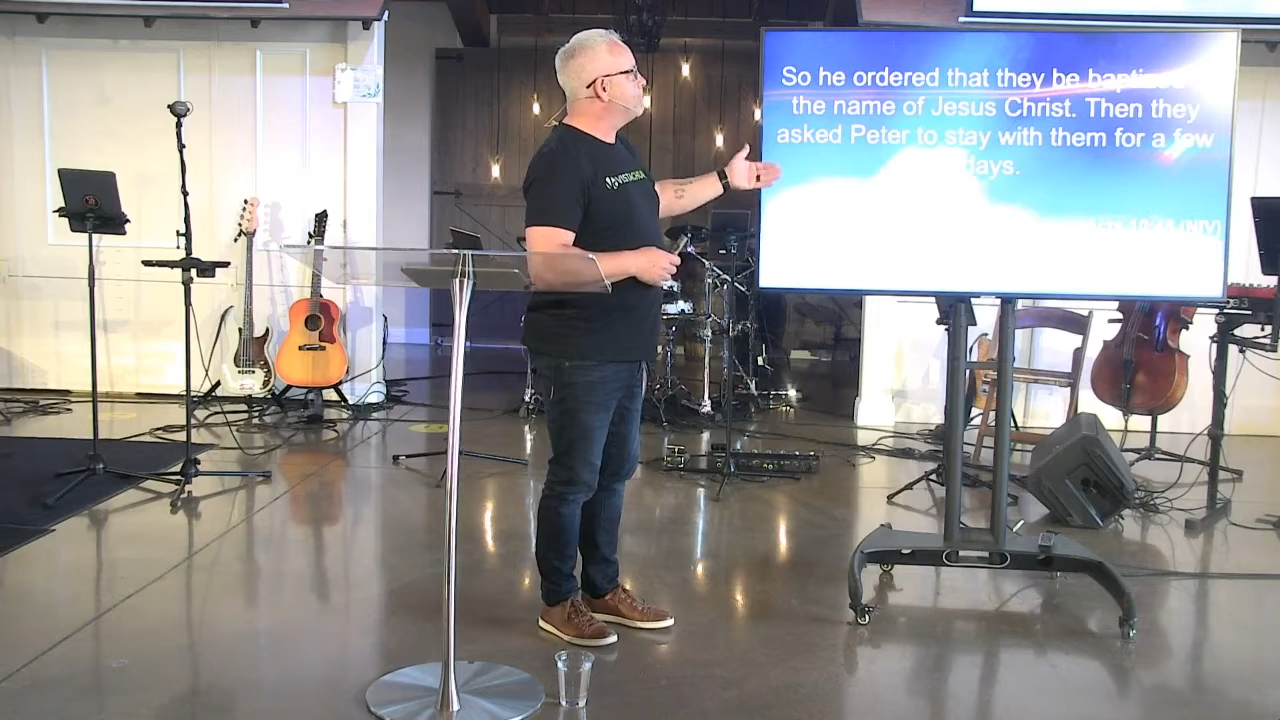 So he ordered that they be baptized
the name of Jesus Christ. Then they
asked Peter to stay with them for a few
days.